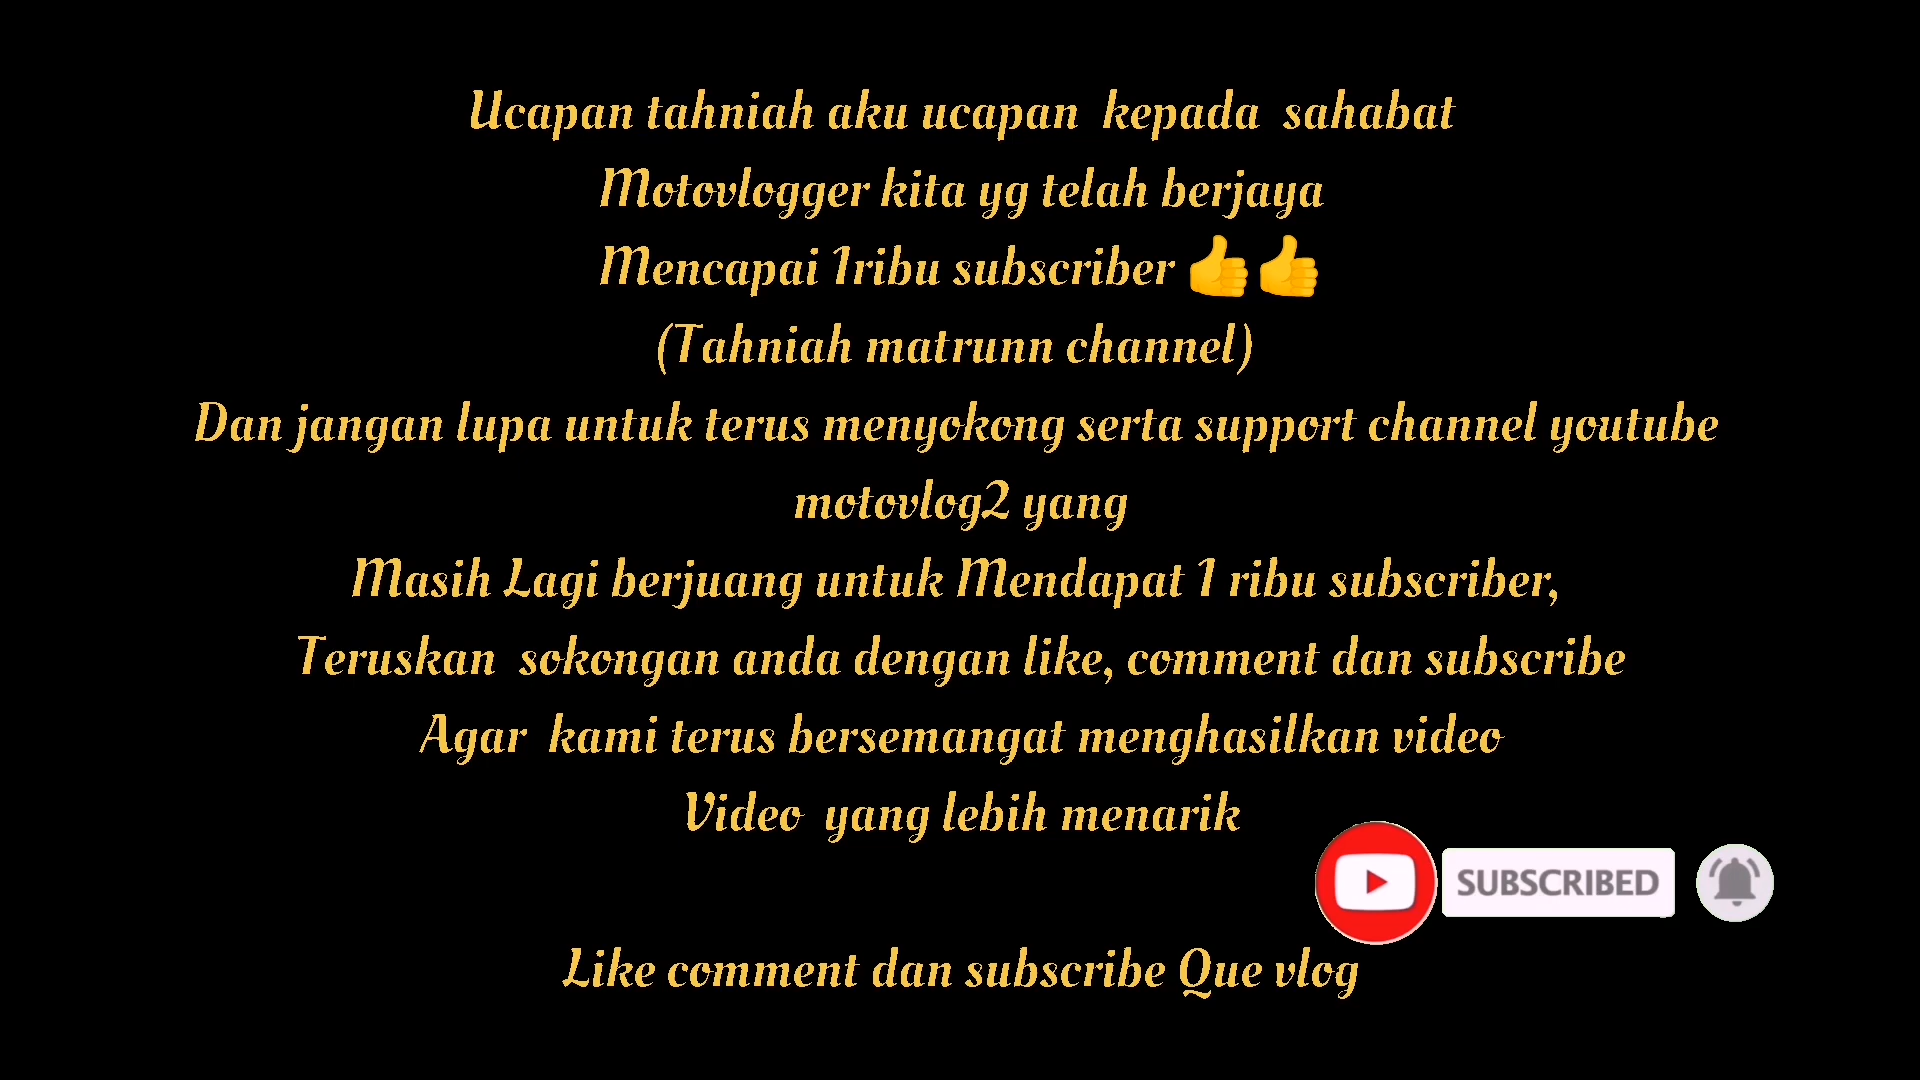 Ucapan tahniah aku ucapan kepada sahabat
Motovlogger kita yg telah berjaya
Mencapai 1ribu subscriber 👍👍
(Tahniah matrunn channel)
Dan jangan lupa untuk terus menyokong serta support channel youtube
motovlog2 yang
Masih Lagi berjuang untuk Mendapat 1 ribu subscriber,
Teruskan sokongan anda dengan like, comment dan subscribe
Agar kami terus bersemangat menghasilkan video
Video yang lebih menarik
SUBSCRIBED
Like comment dan subscribe Que vlog